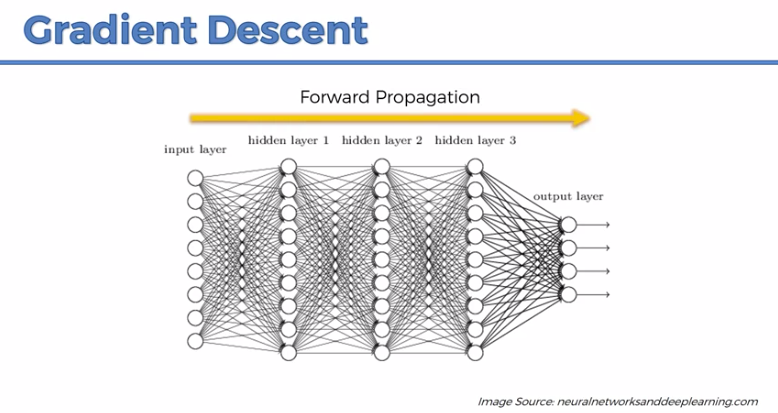 Gradient Descent
Forward Propagation
input layer
hidden layer 1
hidden layer 2
hidden layer 3
output layer
Image Source: neuralnetworksanddeeplearning.com